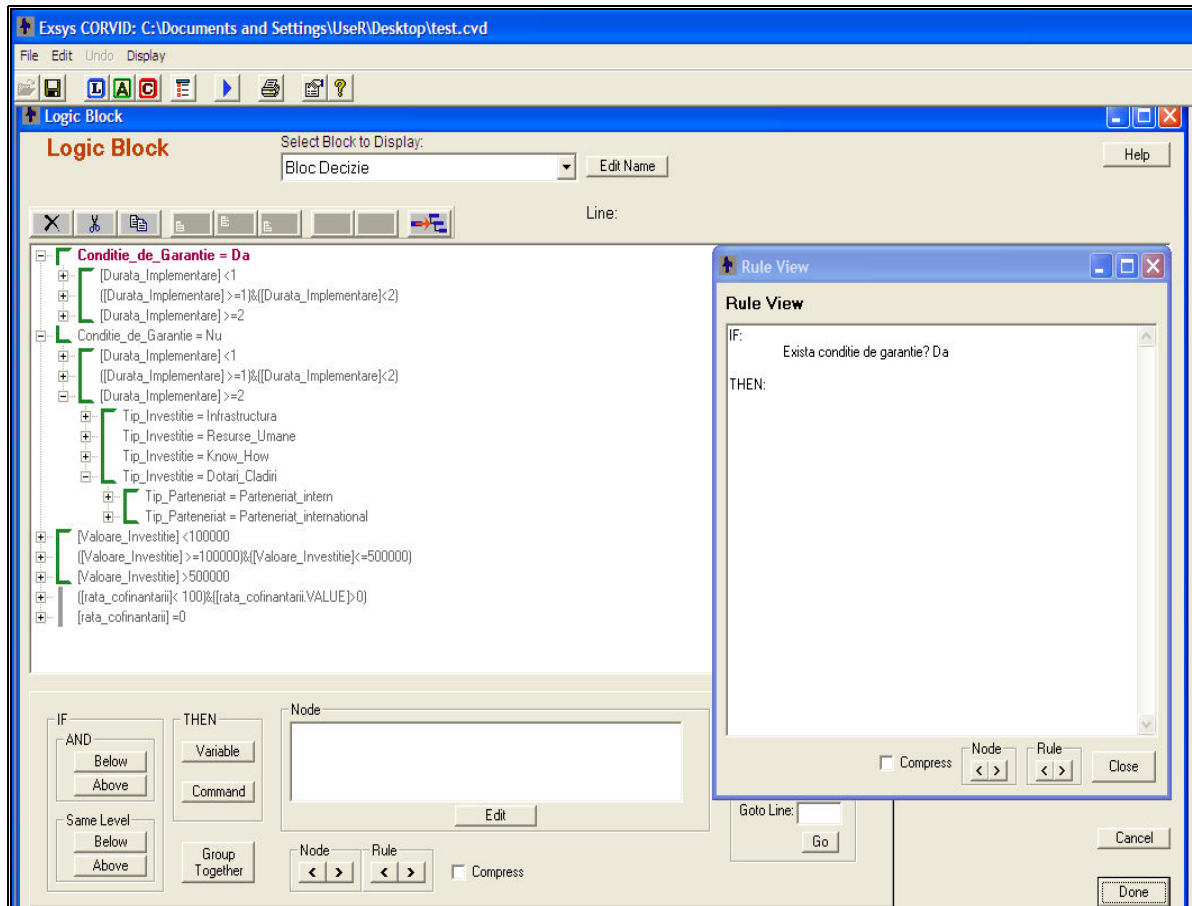 Exsys CORVID: C:\Documents and Settings\UseR\Desktop\test.cvd
File Edit Undo Display
L A C ?
Logic Block
Logic Block
Select Block to Display:
Bloc Decizie
Edit Name
Help
Line:
Conditie_de_Garantie = Da
[Durata_Implementare] <1
([Durata_Implementare] >=1)&([Durata_Implementare]<2)
[Durata_Implementare] >=2
Conditie_de_Garantie = Nu
[Durata_Implementare] <1
([Durata_Implementare] >=1)&([Durata_Implementare]<2)
[Durata_Implementare] >=2
Tip_Investitie = Infrastructura
Tip_Investitie = Resurse_Umane
Tip_Investitie = Know_How
Tip_Investitie = Dotari_Cladiri
Tip_Parteneriat = Parteneriat_intern
Tip_Parteneriat = Parteneriat_international
[Valoare_Investitie] <100000
([Valoare_Investitie] >=100000)&([Valoare_Investitie]<=500000)
[Valoare_Investitie] >500000
([rata_cofinantarii]< 100)&([rata_cofinantarii.VALUE]>0)
[rata_cofinantarii] =0
Rule View
Rule View
IF:
Exista conditie de garantie? Da
THEN:
Compress
Node
< >
Rule
< >
Close
IF
AND
Below
Above
Same Level
Below
Above
THEN
Variable
Command
Group
Together
Node
Edit
Node
< >
Rule
< >
Compress
Goto Line:
Go
Cancel
Done